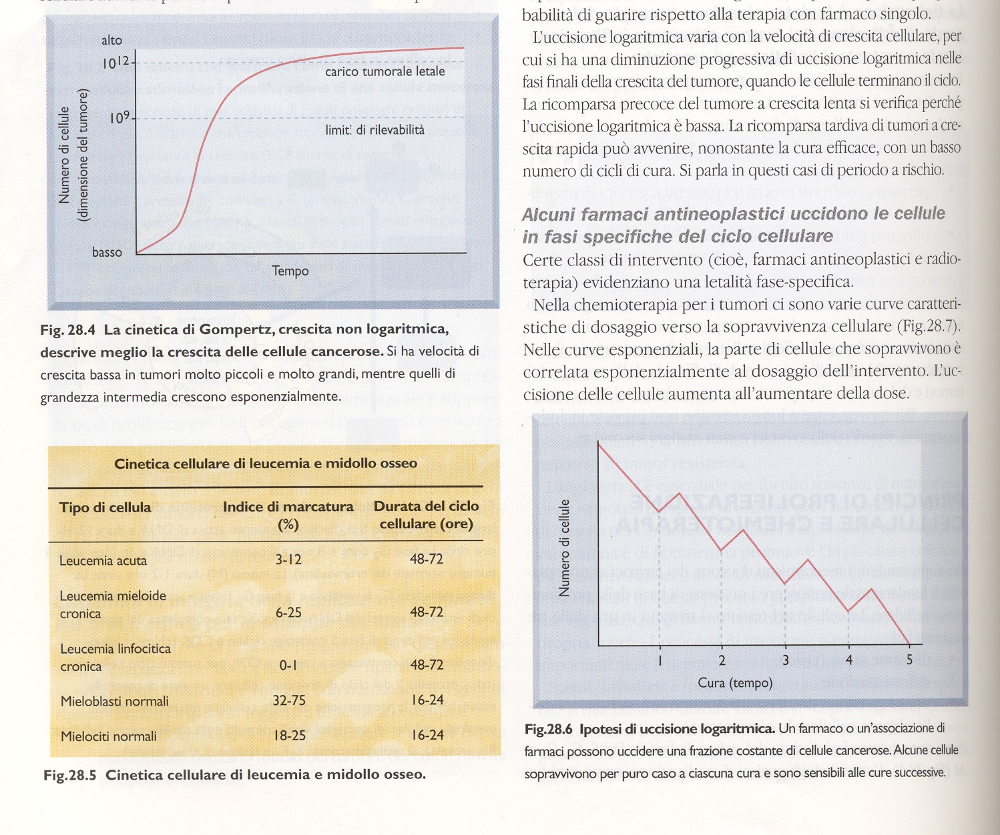 alto
10¹²
carico tumorale letale
10⁹
limit: di rilevabilità
Numero di cellule
(dimensione del tumore)
basso
Tempo
Fig. 28.4 La cinetica di Gompertz, crescita non logaritmica,
descrive meglio la crescita delle cellule cancerose. Si ha velocità di
crescita bassa in tumori molto piccoli e molto grandi, mentre quelli di
grandezza intermedia crescono esponenzialmente.
Cinetica cellulare di leucemia e midollo osseo
Tipo di cellula Indice di marcatura Durata del ciclo
(%) cellulare (ore)
Leucemia acuta 3-12 48-72
Leucemia mieloide
cronica 6-25 48-72
Leucemia linfocitica
cronica 0-1 48-72
Mieloblasti normali 32-75 16-24
Mielociti normali 18-25 16-24
Fig.28.5 Cinetica cellulare di leucemia e midollo osseo.
babilità di guarire rispetto alla terapia con farmaco singolo.
L'uccisione logaritmica varia con la velocità di crescita cellulare, per
cui si ha una diminuzione progressiva di uccisione logaritmica nelle
fasi finali della crescita del tumore, quando le cellule terminano il ciclo.
La ricomparsa precoce del tumore a crescita lenta si verifica perché
l'uccisione logaritmica è bassa. La ricomparsa tardiva di tumori a cre-
scita rapida può avvenire, nonostante la cura efficace, con un basso
numero di cicli di cura. Si parla in questi casi di periodo a rischio.
Alcuni farmaci antineoplastici uccidono le cellule
in fasi specifiche del ciclo cellulare
Certe classi di intervento (cioè, farmaci antineoplastici e radio-
terapia) evidenziano una letalità fase-specifica.
Nella chemioterapia per i tumori ci sono varie curve caratteri-
stiche di dosaggio verso la sopravvivenza cellulare (Fig.28.7).
Nelle curve esponenziali, la parte di cellule che sopravvivono è
correlata esponenzialmente al dosaggio dell'intervento. L'uc-
cisione delle cellule aumenta all'aumentare della dose.
Numero di cellule
1 2 3 4 5
Cura (tempo)
Fig.28.6 Ipotesi di uccisione logaritmica. Un farmaco o un'associazione di
farmaci possono uccidere una frazione costante di cellule cancerose. Alcune cellule
sopravvivono per puro caso a ciascuna cura e sono sensibili alle cure successive.